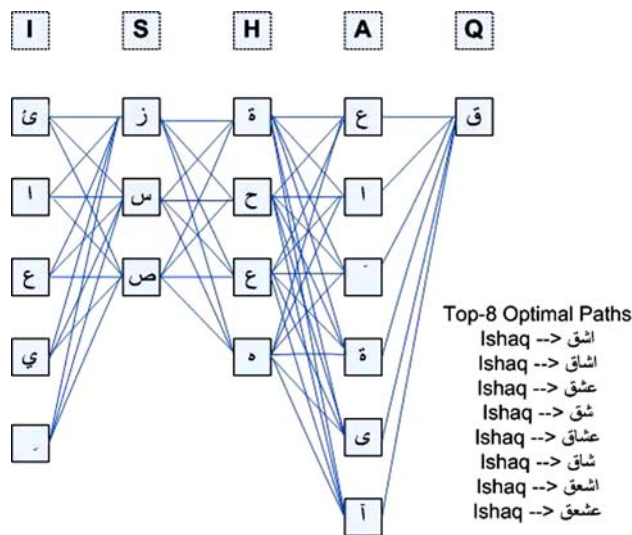 I S H A Q
ئ ز ة ع ق
ا س ح ا
ع ص ع َ
ي ه ة
ِ ى
آ
Top-8 Optimal Paths
Ishaq --> اشق
Ishaq --> اشاق
Ishaq --> عشق
Ishaq --> شق
Ishaq --> عشاق
Ishaq --> شاق
Ishaq --> اشعق
Ishaq --> عشعق